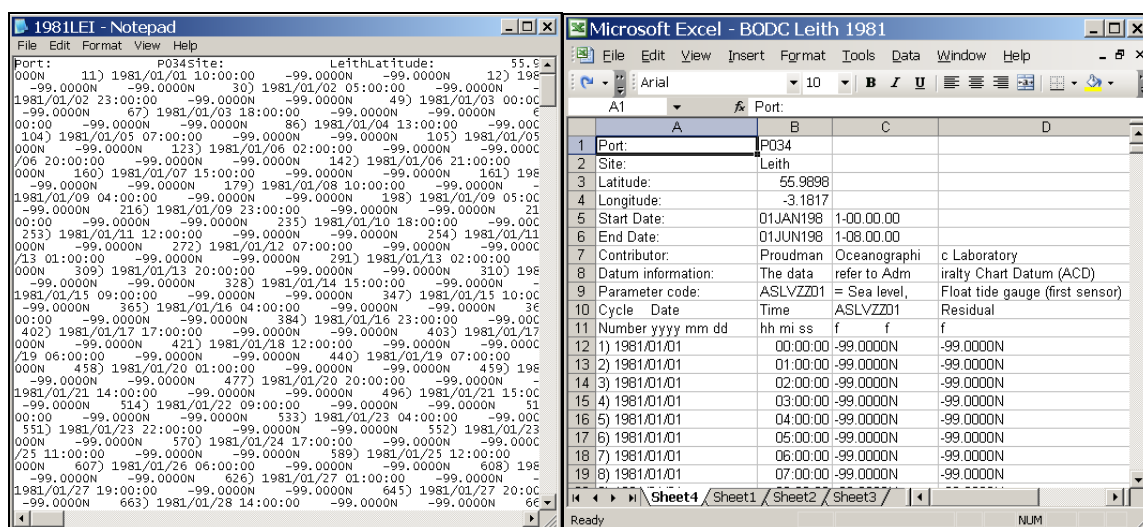 1981LEI - Notepad
File Edit Format View Help
Port: P034Site: LeithLatitude: 55.9
000N 11) 1981/01/01 10:00:00 -99.0000N -99.0000N 12) 198
-99.0000N -99.0000N 30) 1981/01/02 05:00:00 -99.0000N -
1981/01/02 23:00:00 -99.0000N -99.0000N 49) 1981/01/03 00:00
-99.0000N 67) 1981/01/03 18:00:00 -99.0000N -99.0000N 6
00:00 -99.0000N -99.0000N 86) 1981/01/04 13:00:00 -99.000
104) 1981/01/05 07:00:00 -99.0000N -99.0000N 105) 1981/01/05
000N -99.0000N 123) 1981/01/06 02:00:00 -99.0000N -99.0000
/06 20:00:00 -99.0000N -99.0000N 142) 1981/01/06 21:00:00
000N 160) 1981/01/07 15:00:00 -99.0000N -99.0000N 161) 198
-99.0000N -99.0000N 179) 1981/01/08 10:00:00 -99.0000N -
1981/01/09 04:00:00 -99.0000N -99.0000N 198) 1981/01/09 05:00
-99.0000N 216) 1981/01/09 23:00:00 -99.0000N -99.0000N 21
00:00 -99.0000N -99.0000N 235) 1981/01/10 18:00:00 -99.000
253) 1981/01/11 12:00:00 -99.0000N -99.0000N 254) 1981/01/11
000N -99.0000N 272) 1981/01/12 07:00:00 -99.0000N -99.0000
/13 01:00:00 -99.0000N -99.0000N 291) 1981/01/13 02:00:00
000N 309) 1981/01/13 20:00:00 -99.0000N -99.0000N 310) 198
-99.0000N -99.0000N 328) 1981/01/14 15:00:00 -99.0000N -
1981/01/15 09:00:00 -99.0000N -99.0000N 347) 1981/01/15 10:00
-99.0000N 365) 1981/01/16 04:00:00 -99.0000N -99.0000N 36
00:00 -99.0000N -99.0000N 384) 1981/01/16 23:00:00 -99.000
402) 1981/01/17 17:00:00 -99.0000N -99.0000N 403) 1981/01/17
000N -99.0000N 421) 1981/01/18 12:00:00 -99.0000N -99.0000
/19 06:00:00 -99.0000N -99.0000N 440) 1981/01/19 07:00:00
000N 458) 1981/01/20 01:00:00 -99.0000N -99.0000N 459) 198
-99.0000N -99.0000N 477) 1981/01/20 20:00:00 -99.0000N -
1981/01/21 14:00:00 -99.0000N -99.0000N 496) 1981/01/21 15:00
-99.0000N 514) 1981/01/22 09:00:00 -99.0000N -99.0000N 51
00:00 -99.0000N -99.0000N 533) 1981/01/23 04:00:00 -99.000
551) 1981/01/23 22:00:00 -99.0000N -99.0000N 552) 1981/01/23
000N -99.0000N 570) 1981/01/24 17:00:00 -99.0000N -99.0000
/25 11:00:00 -99.0000N -99.0000N 589) 1981/01/25 12:00:00
000N 607) 1981/01/26 06:00:00 -99.0000N -99.0000N 608) 198
-99.0000N -99.0000N 626) 1981/01/27 01:00:00 -99.0000N -
1981/01/27 19:00:00 -99.0000N -99.0000N 645) 1981/01/27 20:00
-99.0000N 663) 1981/01/28 14:00:00 -99.0000N -99.0000N 66
Microsoft Excel - BODC Leith 1981
File Edit View Insert Format Tools Data Window Help
Arial 10 B I U
A1 fx Port:
A B C D
1 Port: P034
2 Site: Leith
3 Latitude: 55.9898
4 Longitude: -3.1817
5 Start Date: 01JAN198 1-00.00.00
6 End Date: 01JUN198 1-08.00.00
7 Contributor: Proudman Oceanographi c Laboratory
8 Datum information: The data refer to Adm iralty Chart Datum (ACD)
9 Parameter code: ASLVZZ01 = Sea level, Float tide gauge (first sensor)
10 Cycle Date Time ASLVZZ01 Residual
11 Number yyyy mm dd hh mi ss f f f
12 1) 1981/01/01 00:00:00 -99.0000N -99.0000N
13 2) 1981/01/01 01:00:00 -99.0000N -99.0000N
14 3) 1981/01/01 02:00:00 -99.0000N -99.0000N
15 4) 1981/01/01 03:00:00 -99.0000N -99.0000N
16 5) 1981/01/01 04:00:00 -99.0000N -99.0000N
17 6) 1981/01/01 05:00:00 -99.0000N -99.0000N
18 7) 1981/01/01 06:00:00 -99.0000N -99.0000N
19 8) 1981/01/01 07:00:00 -99.0000N -99.0000N
Sheet4 Sheet1 Sheet2 Sheet3
Ready NUM